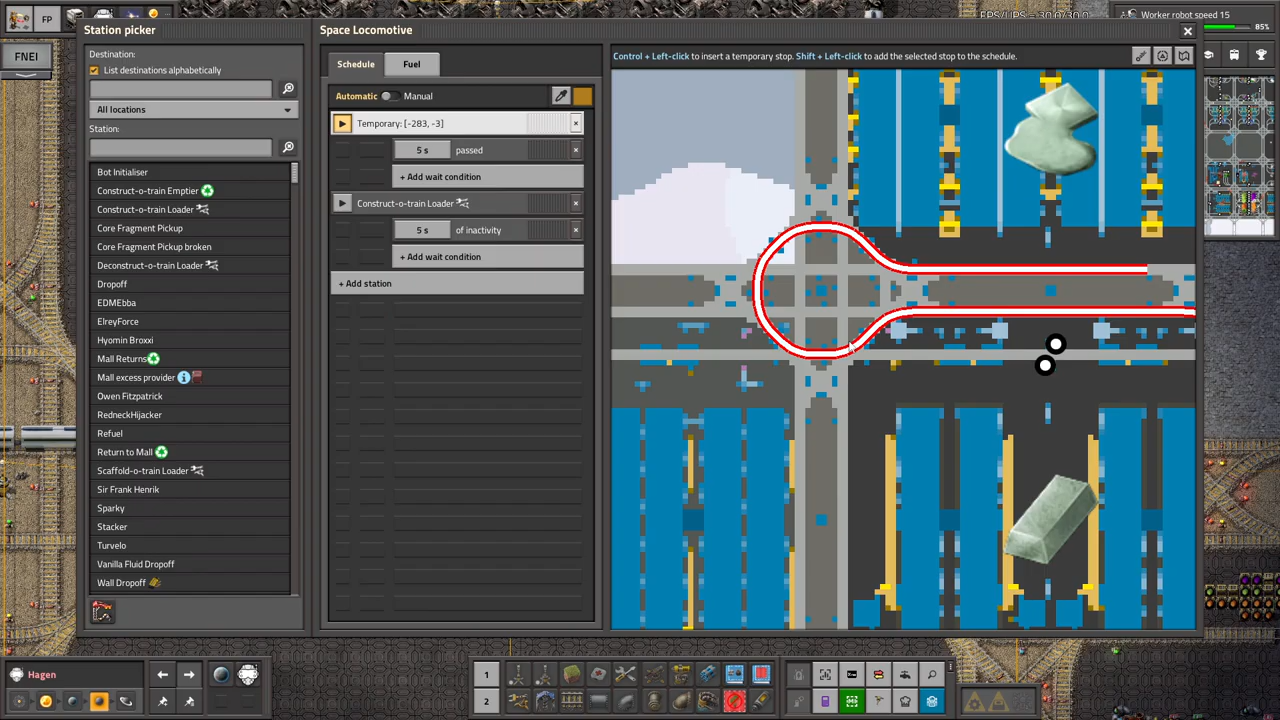 FP
FNEI
Station picker
Destination:
List destinations alphabetically
All locations
Station:
Bot Initialiser
Construct-o-train Emptier
Construct-o-train Loader
Core Fragment Pickup
Core Fragment Pickup broken
Deconstruct-o-train Loader
Dropoff
EDMEbba
ElreyForce
Hyomin Broxxi
Mall Returns
Mall excess provider
Owen Fitzpatrick
RedneckHijacker
Refuel
Return to Mall
Scaffold-o-train Loader
Sir Frank Henrik
Sparky
Stacker
Turvelo
Vanilla Fluid Dropoff
Wall Dropoff
Space Locomotive
Schedule
Fuel
Automatic
Manual
Temporary: [-283, -3]
5 s passed
+ Add wait condition
Construct-o-train Loader
5 s of inactivity
+ Add wait condition
+ Add station
Control + Left-click to insert a temporary stop. Shift + Left-click to add the selected stop to the schedule.
FPS/UPS = 30.0/30.0
Worker robot speed 15
85%
Hagen
1
2